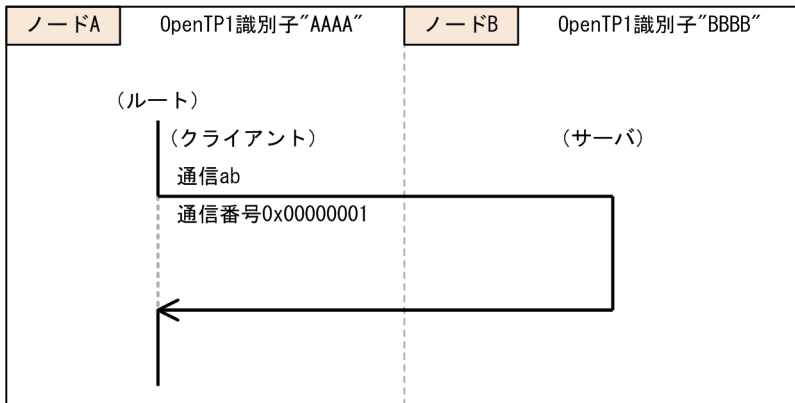 ノードA OpenTP1識別子"AAAA" ノードB OpenTP1識別子"BBBB"
（ルート）
（クライアント） （サーバ）
通信ab
通信番号0x00000001